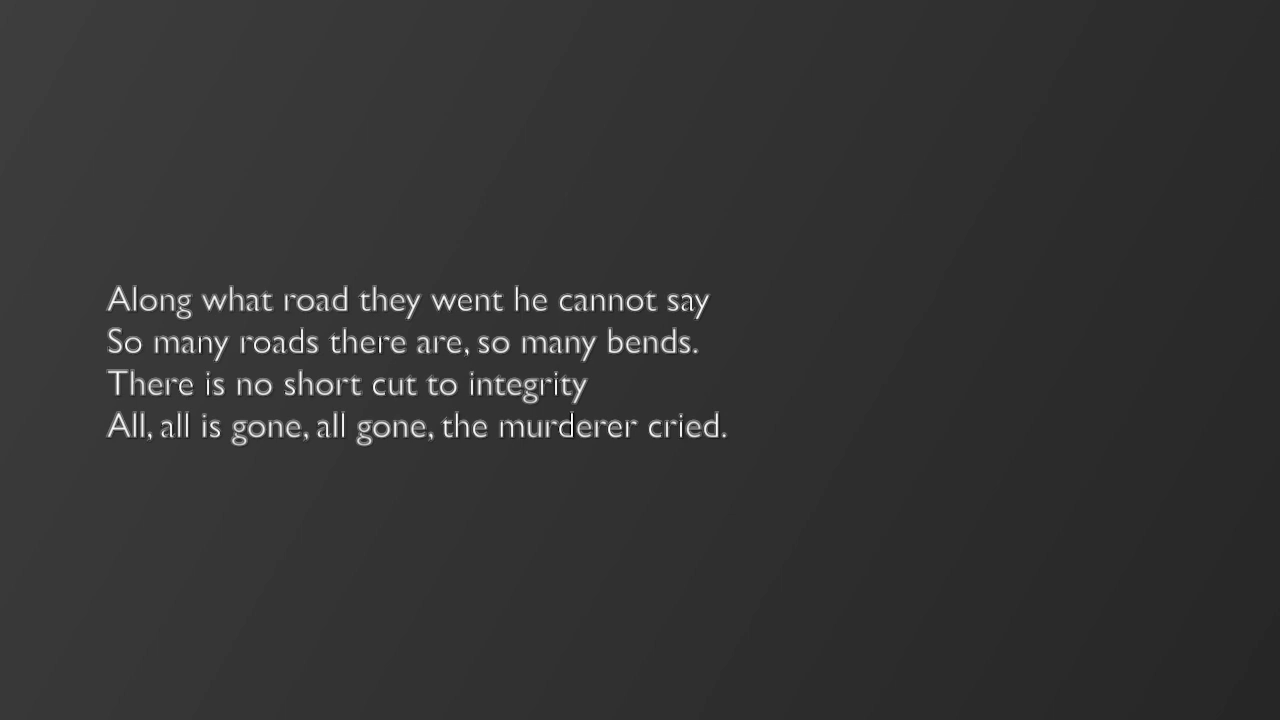 Along what road they went he cannot say
So many roads there are, so many bends.
There is no short cut to integrity
All, all is gone, all gone, the murderer cried.